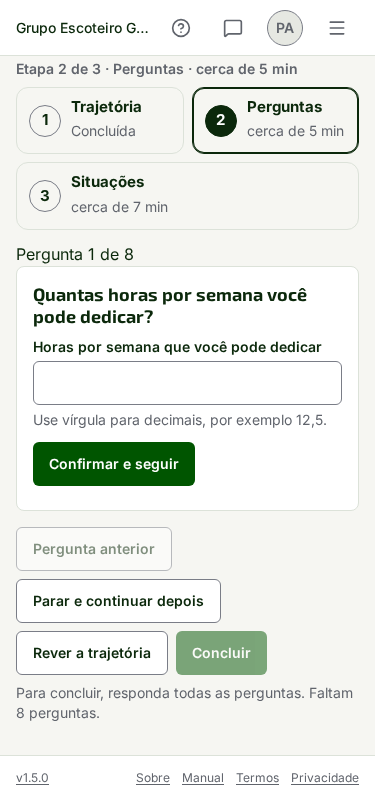 Grupo Escoteiro G...
PA
Etapa 2 de 3 · Perguntas · cerca de 5 min
1
Trajetória
Concluída
2
Perguntas
cerca de 5 min
3
Situações
cerca de 7 min
Pergunta 1 de 8
Quantas horas por semana você
pode dedicar?
Horas por semana que você pode dedicar
Use vírgula para decimais, por exemplo 12,5.
Confirmar e seguir
Pergunta anterior
Parar e continuar depois
Rever a trajetória
Concluir
Para concluir, responda todas as perguntas. Faltam
8 perguntas.
v1.5.0
Sobre
Manual
Termos
Privacidade